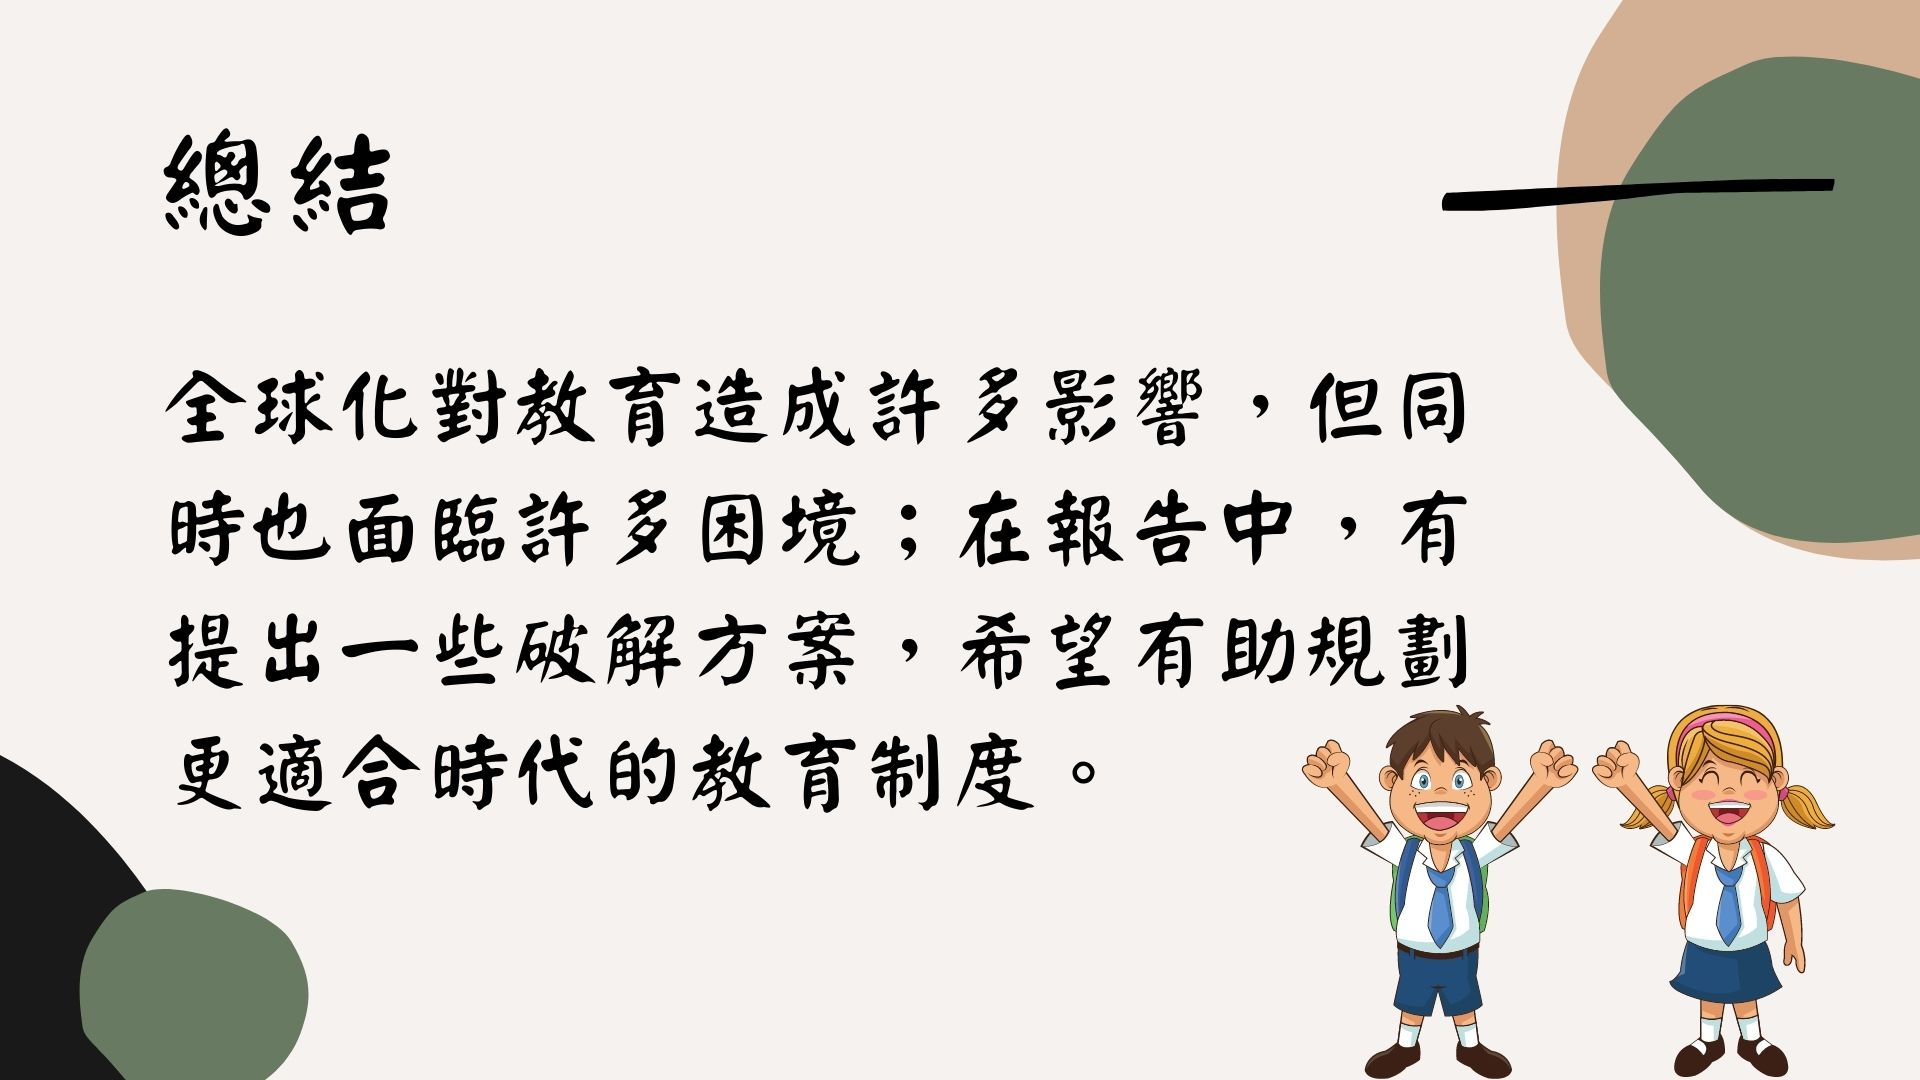 總結
全球化對教育造成許多影響，但同
時也面臨許多困境；在報告中，有
提出一些破解方案，希望有助規劃
更適合時代的教育制度。